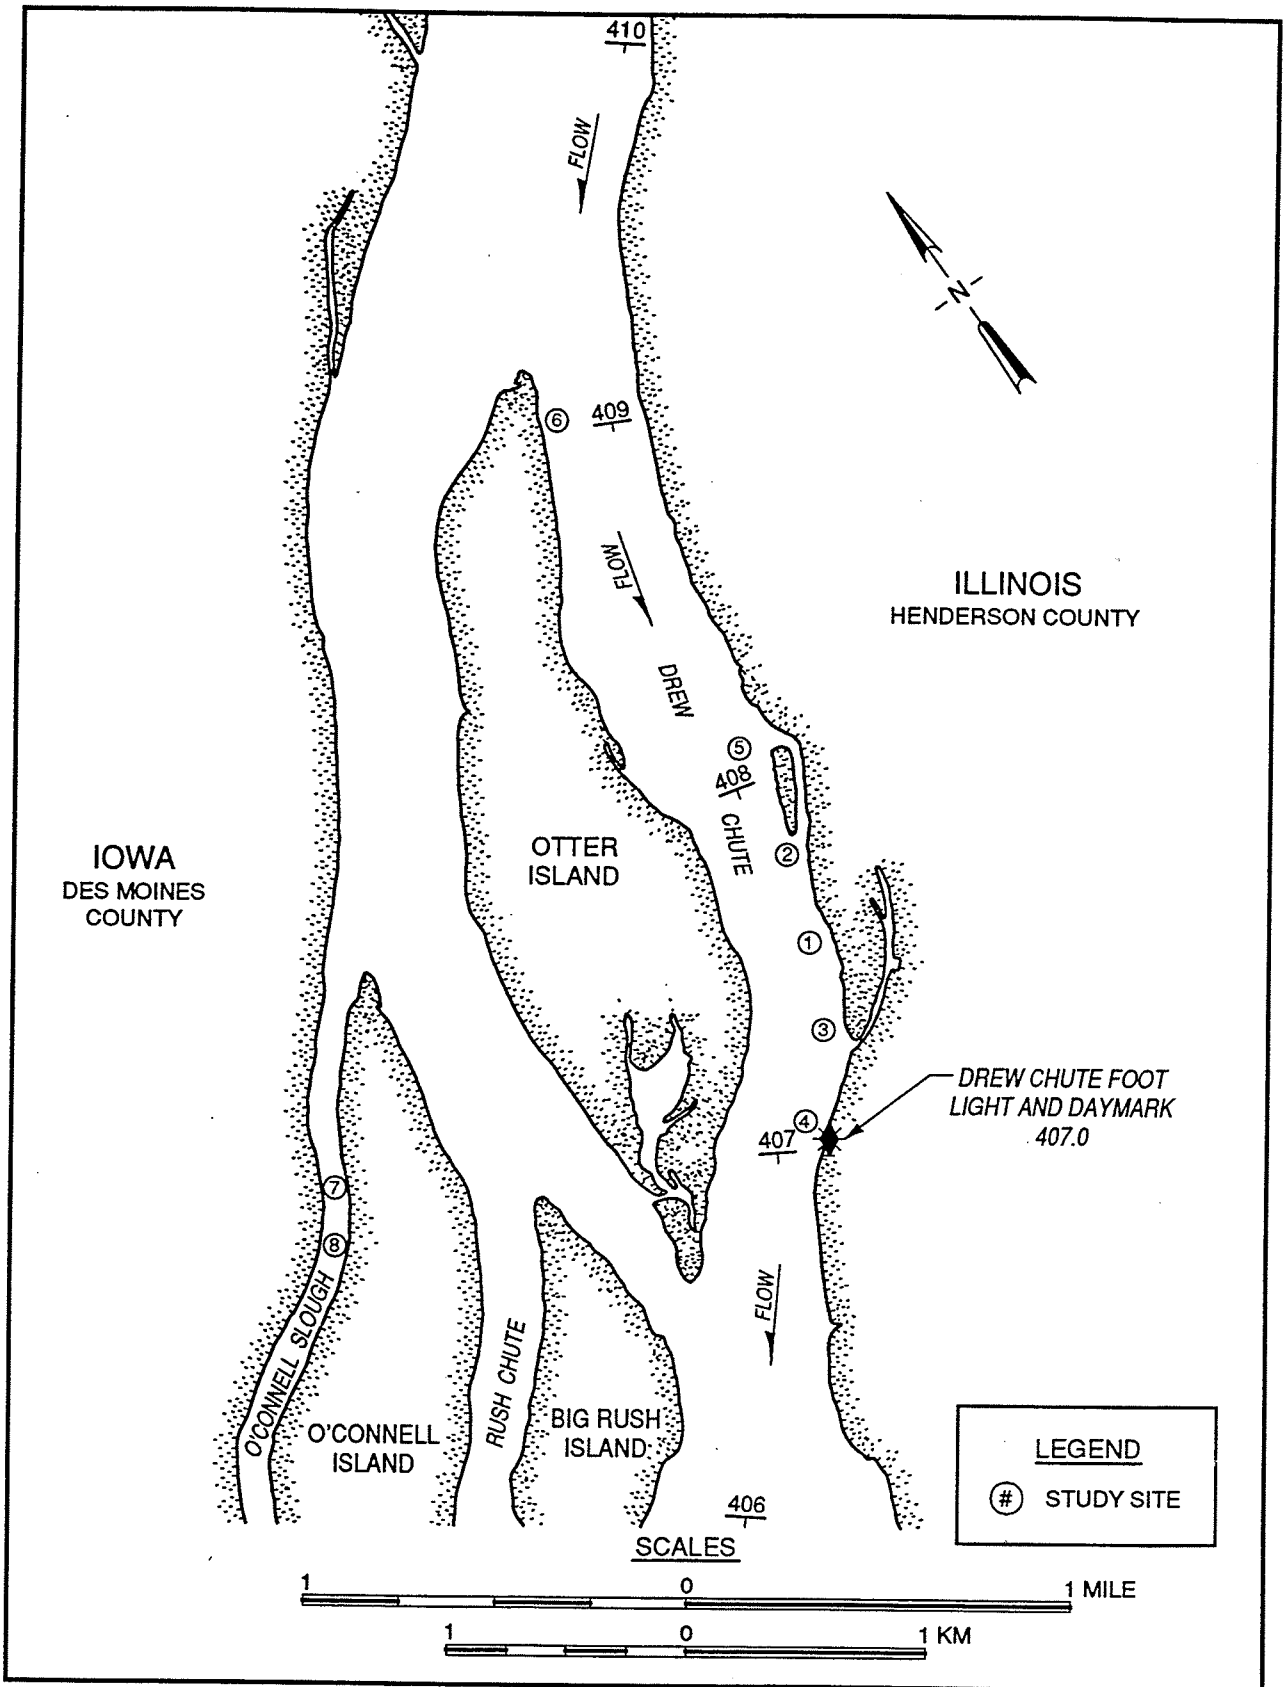 410
FLOW
N
6
409
FLOW
ILLINOIS
HENDERSON COUNTY
DREW
5
408
CHUTE
2
OTTER
ISLAND
IOWA
DES MOINES
COUNTY
1
3
DREW CHUTE FOOT
LIGHT AND DAYMARK
407.0
4
407
7
8
O'CONNELL SLOUGH
FLOW
RUSH CHUTE
O'CONNELL
ISLAND
BIG RUSH
ISLAND
LEGEND
# STUDY SITE
406
SCALES
1 0 1 MILE
1 0 1 KM